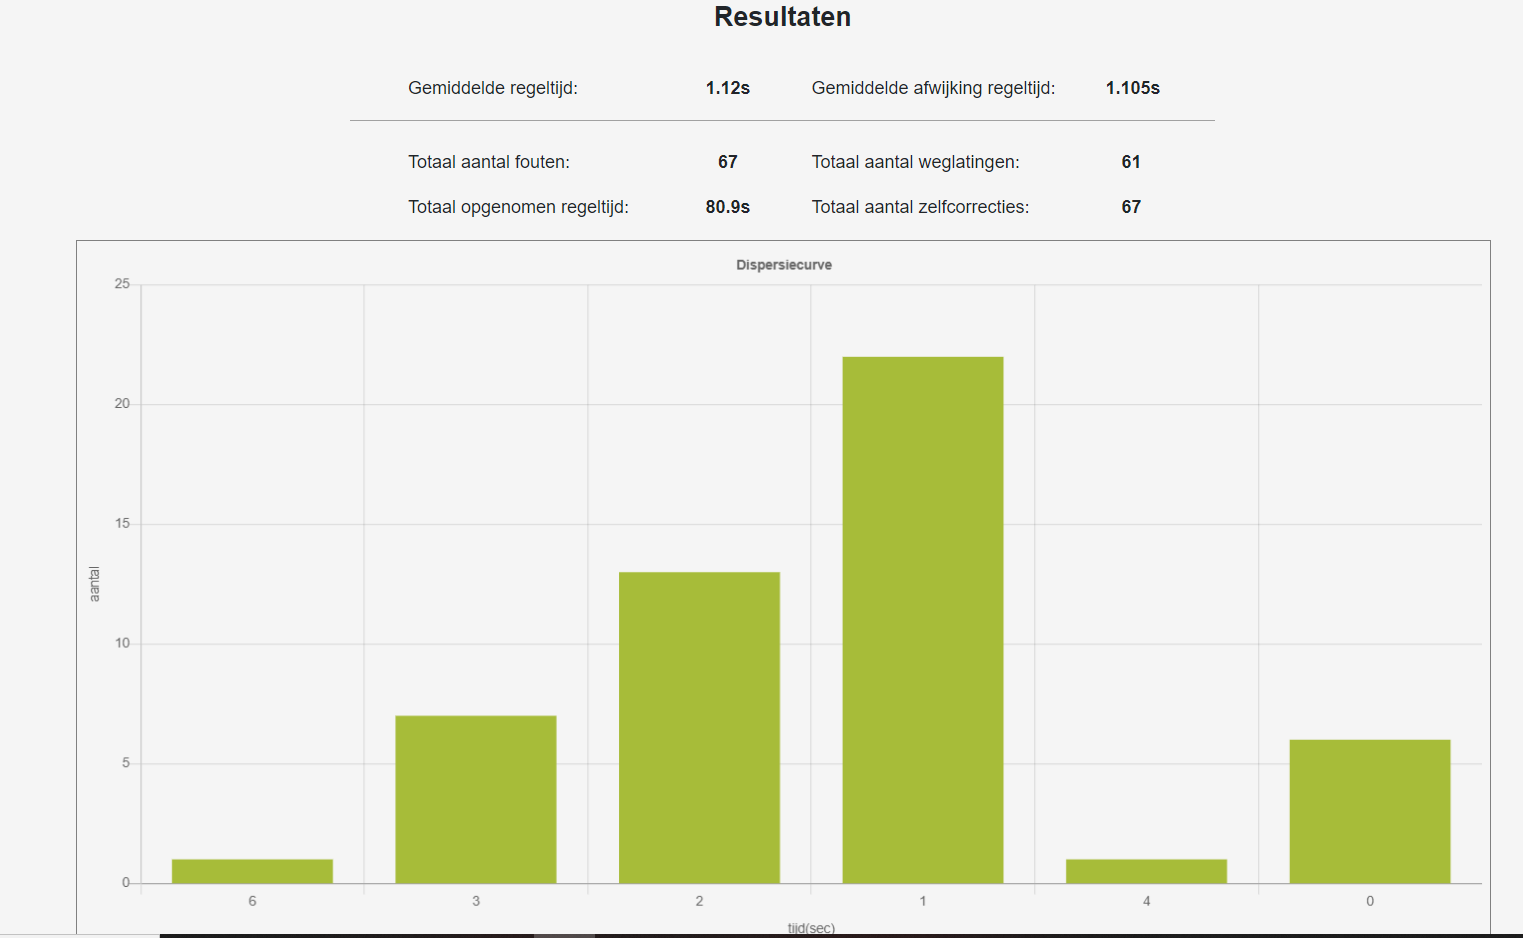 Resultaten
Gemiddelde regeltijd: 1.12s Gemiddelde afwijking regeltijd: 1.105s
Totaal aantal fouten: 67 Totaal aantal weglatingen: 61
Totaal opgenomen regeltijd: 80.9s Totaal aantal zelfcorrecties: 67
Dispersiecurve
25
20
15
aantal
10
5
0
6 3 2 1 4 0
tijd(sec)